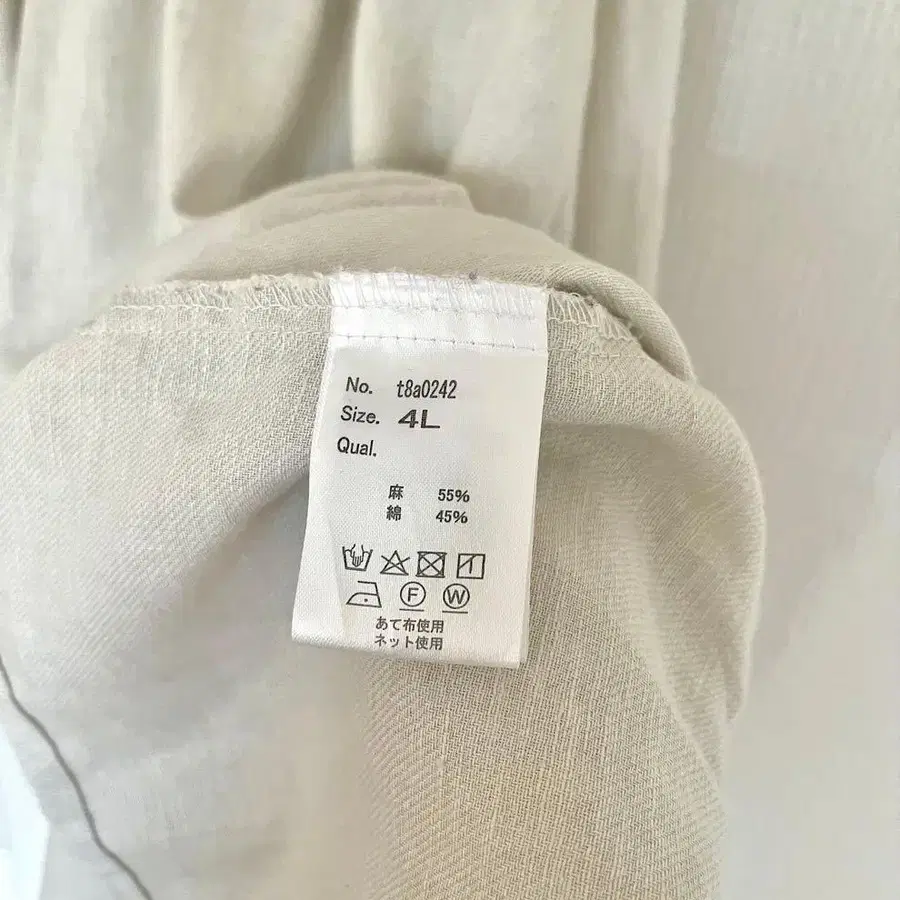 No. t8a0242
Size. 4L
Qual.
麻 55%
綿 45%
F W
あて布使用
ネット使用